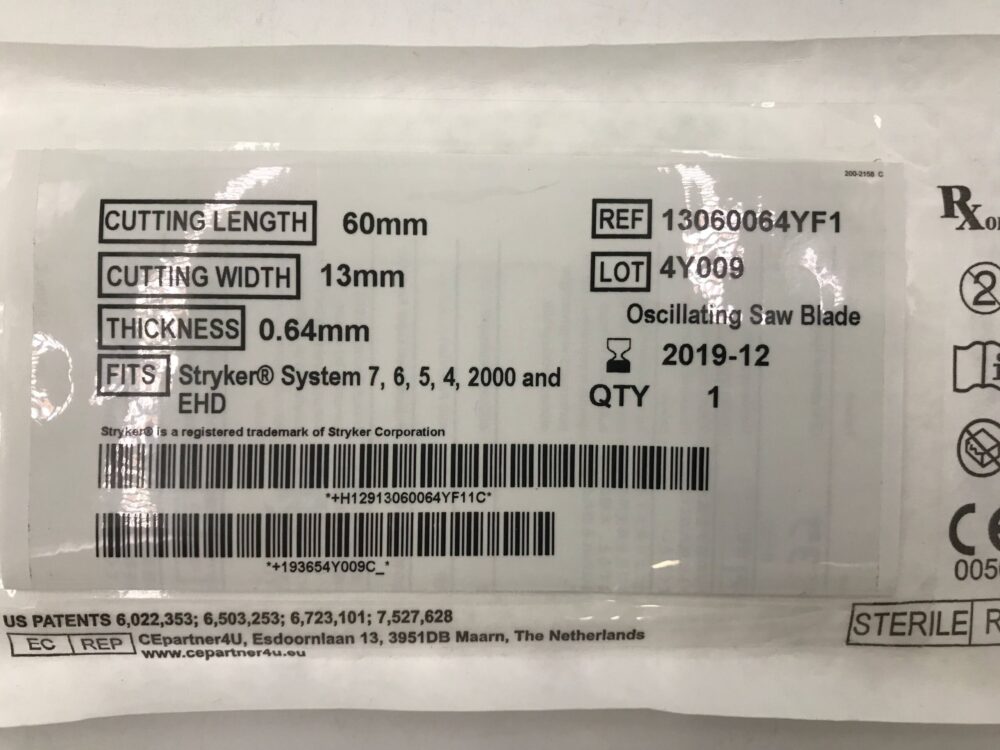 200-2158 C
CUTTING LENGTH 60mm
CUTTING WIDTH 13mm
THICKNESS 0.64mm
FITS Stryker® System 7, 6, 5, 4, 2000 and
EHD
Stryker® is a registered trademark of Stryker Corporation
REF 13060064YF1
LOT 4Y009
Oscillating Saw Blade
2019-12
QTY 1
*+H12913060064YF11C*
*+193654Y009C_*
US PATENTS 6,022,353; 6,503,253; 6,723,101; 7,527,628
EC REP CEpartner4U, Esdoornlaan 13, 3951DB Maarn, The Netherlands
www.cepartner4u.eu
Rx
2
i
CE
STERILE R